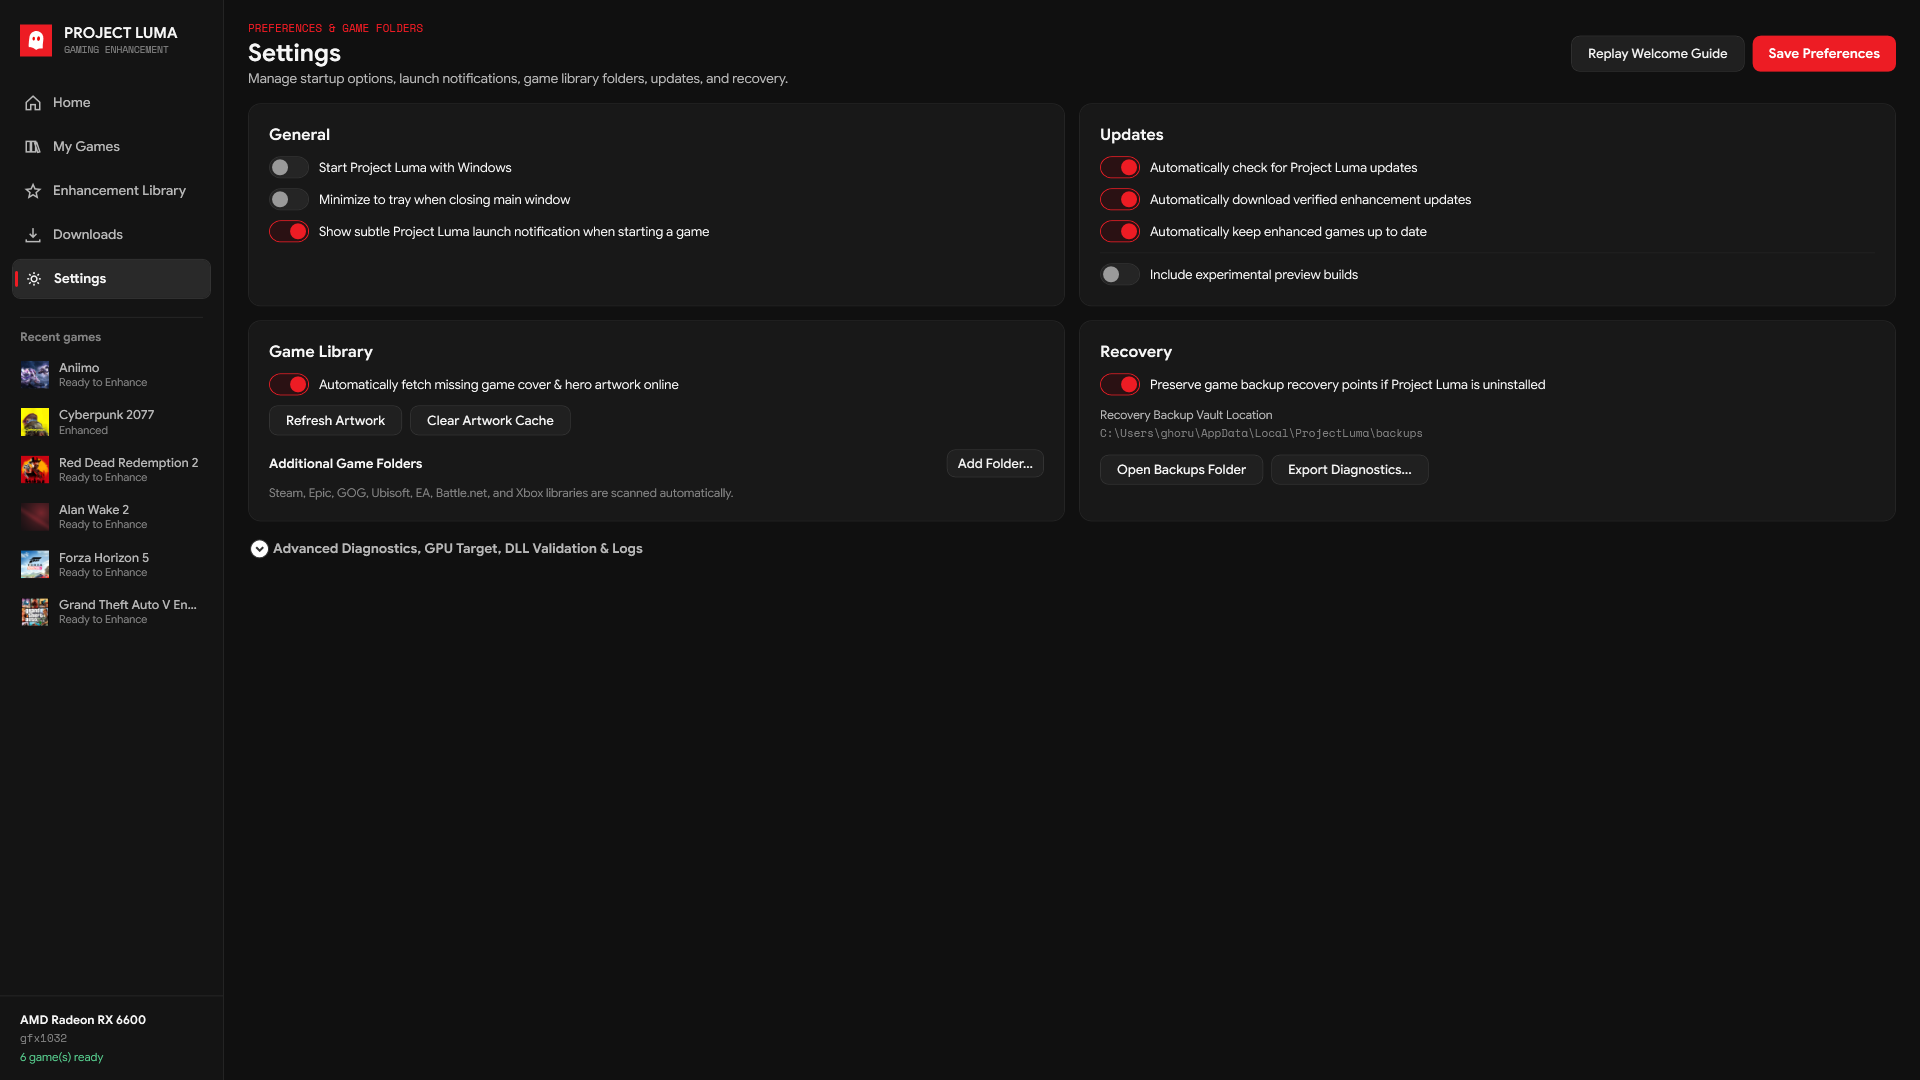 PROJECT LUMA
GAMING ENHANCEMENT
Home
My Games
Enhancement Library
Downloads
Settings
Recent games
Aniimo
Ready to Enhance
Cyberpunk 2077
Enhanced
Red Dead Redemption 2
Ready to Enhance
Alan Wake 2
Ready to Enhance
Forza Horizon 5
Ready to Enhance
Grand Theft Auto V En...
Ready to Enhance
AMD Radeon RX 6600
gfx1032
6 game(s) ready
PREFERENCES & GAME FOLDERS
Settings
Manage startup options, launch notifications, game library folders, updates, and recovery.
Replay Welcome Guide
Save Preferences
General
Start Project Luma with Windows
Minimize to tray when closing main window
Show subtle Project Luma launch notification when starting a game
Updates
Automatically check for Project Luma updates
Automatically download verified enhancement updates
Automatically keep enhanced games up to date
Include experimental preview builds
Game Library
Automatically fetch missing game cover & hero artwork online
Refresh Artwork
Clear Artwork Cache
Additional Game Folders
Add Folder...
Steam, Epic, GOG, Ubisoft, EA, Battle.net, and Xbox libraries are scanned automatically.
Recovery
Preserve game backup recovery points if Project Luma is uninstalled
Recovery Backup Vault Location
C:\Users\ghoru\AppData\Local\ProjectLuma\backups
Open Backups Folder
Export Diagnostics...
Advanced Diagnostics, GPU Target, DLL Validation & Logs